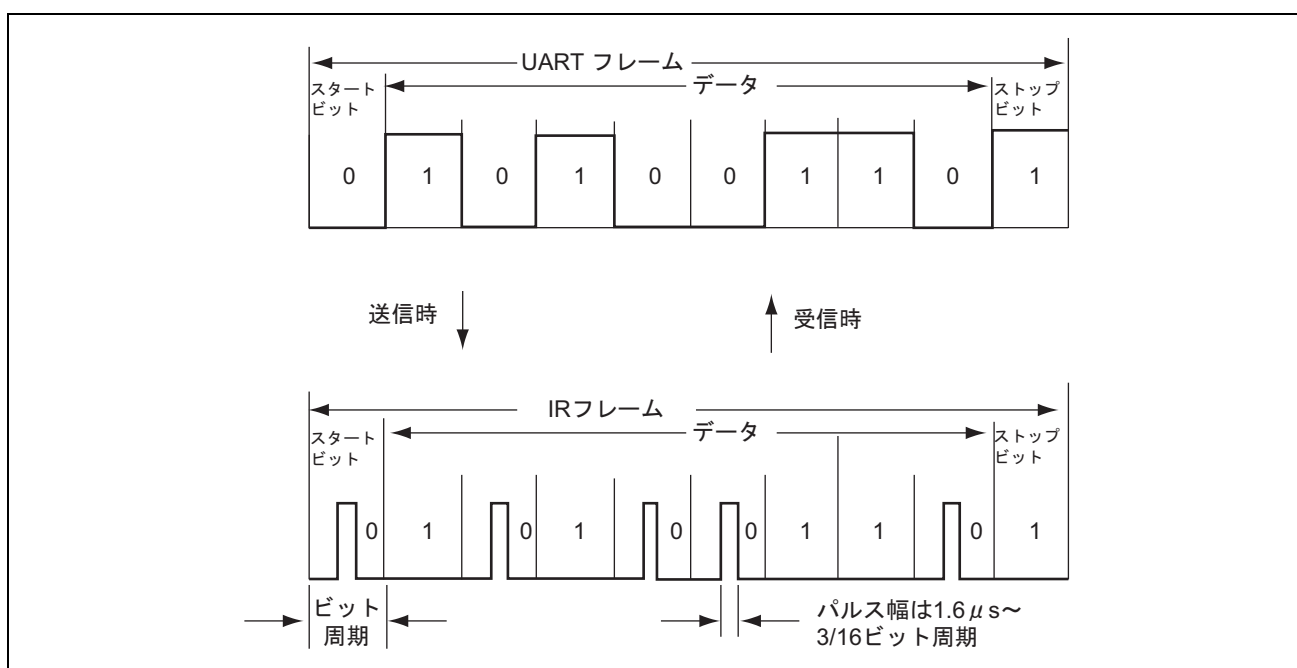 UART フレーム
スタート
ビット
データ
ストップ
ビット
0 1 0 1 0 0 1 1 0 1
送信時
受信時
IRフレーム
スタート
ビット
データ
ストップ
ビット
0 1 0 1 0 0 1 1 0 1
ビット
周期
パルス幅は1.6μs～
3/16ビット周期